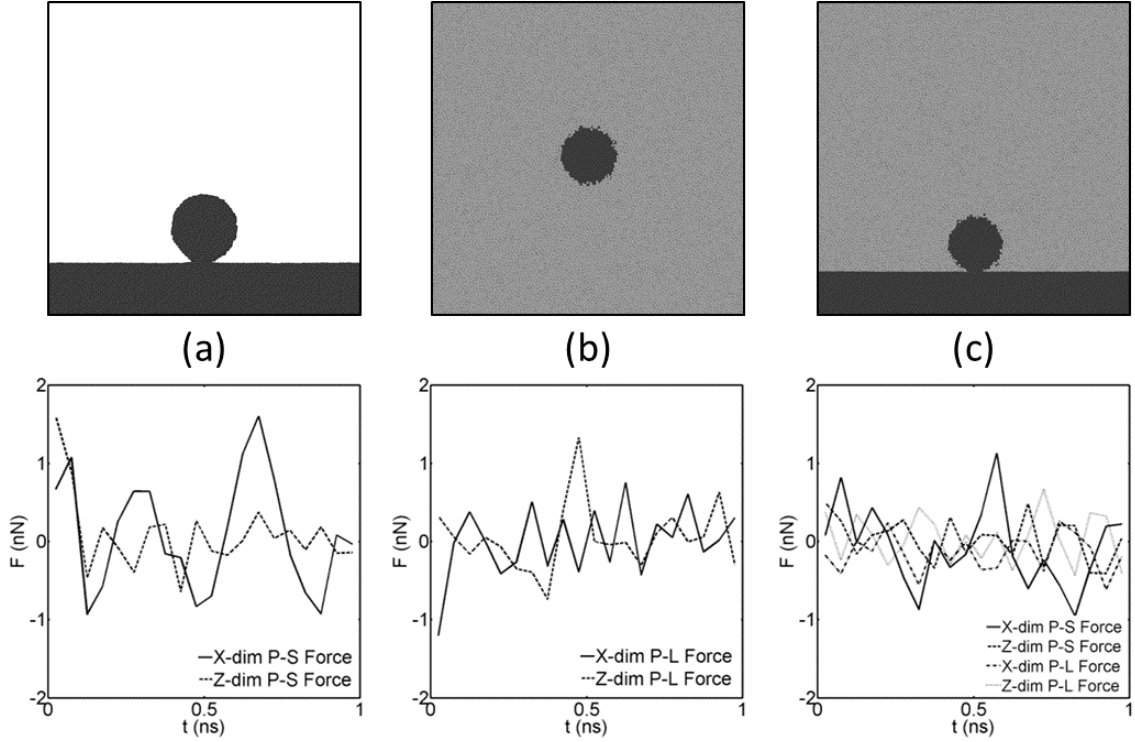 (a)
(b)
(c)
2
1
0
-1
-2
F (nN)
0
0.5
1
t (ns)
X-dim P-S Force
Z-dim P-S Force
2
1
0
-1
-2
F (nN)
0
0.5
1
t (ns)
X-dim P-L Force
Z-dim P-L Force
2
1
0
-1
-2
F (nN)
0
0.5
1
t (ns)
X-dim P-S Force
Z-dim P-S Force
X-dim P-L Force
Z-dim P-L Force